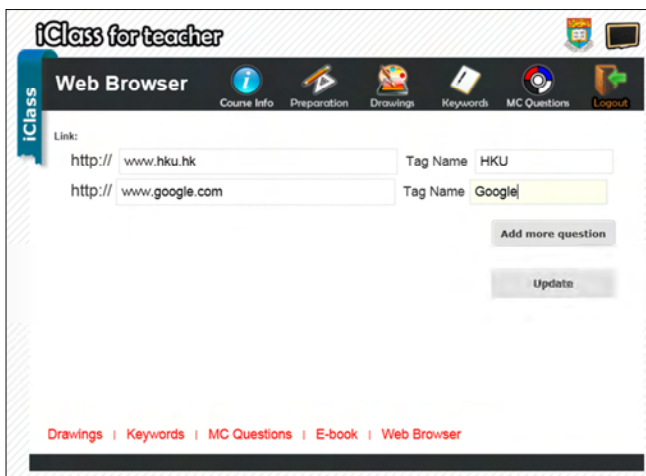 iClass for teacher
iClass
Web Browser
Course Info Preparation Drawings Keywords MC Questions Logout
Link:
http:// www.hku.hk Tag Name HKU
http:// www.google.com Tag Name Google
Add more question
Update
Drawings | Keywords | MC Questions | E-book | Web Browser